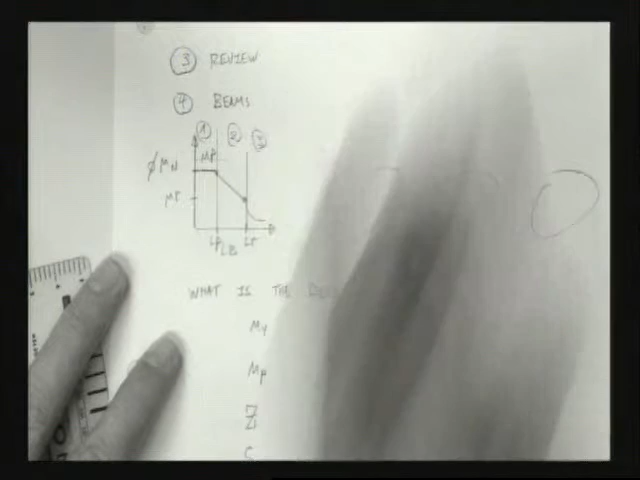 ③ REVIEW
④ BEAMS
① ② ③
MP
ϕMN
Mr
LP LB Lr
WHAT IS THE
My
Mp
Z